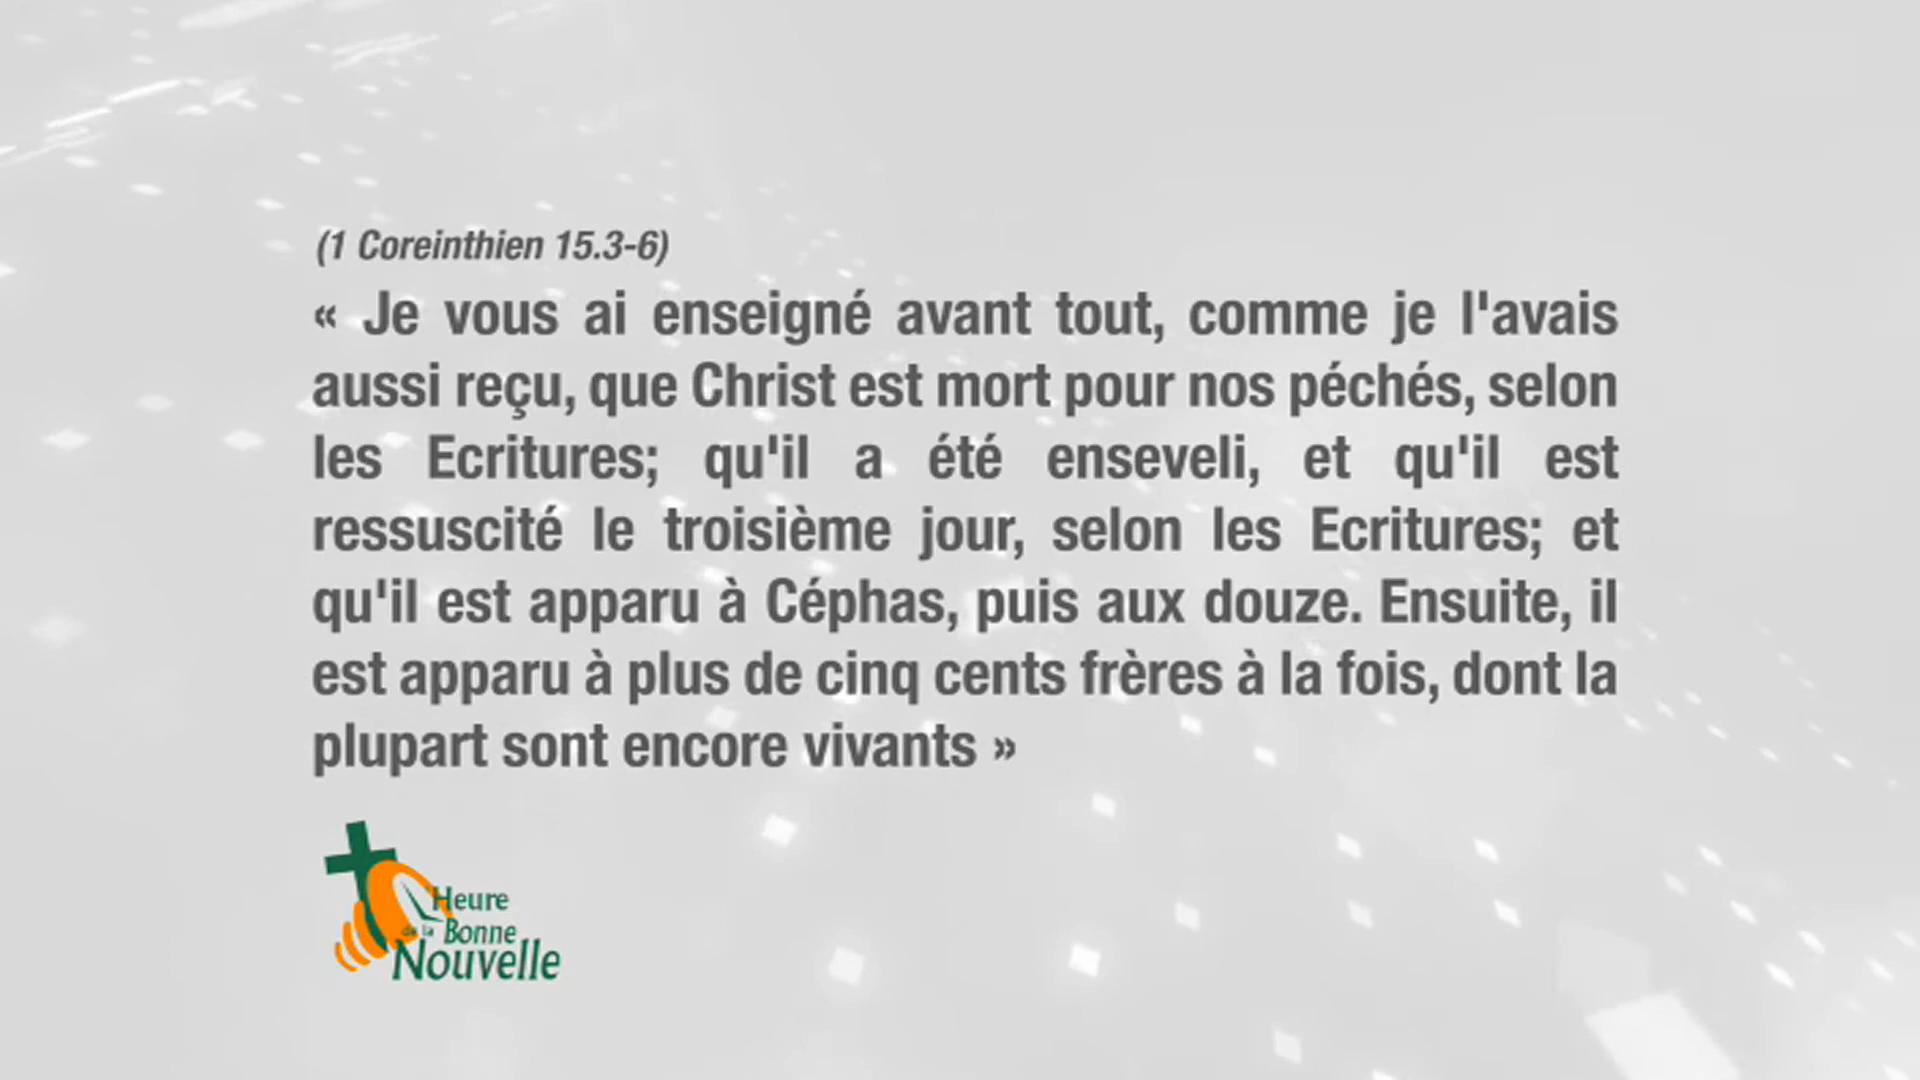 (1 Coreinthien 15.3-6)
« Je vous ai enseigné avant tout, comme je l'avais
aussi reçu, que Christ est mort pour nos péchés, selon
les Ecritures; qu'il a été enseveli, et qu'il est
ressuscité le troisième jour, selon les Ecritures; et
qu'il est apparu à Céphas, puis aux douze. Ensuite, il
est apparu à plus de cinq cents frères à la fois, dont la
plupart sont encore vivants »
Heure
de la Bonne
Nouvelle